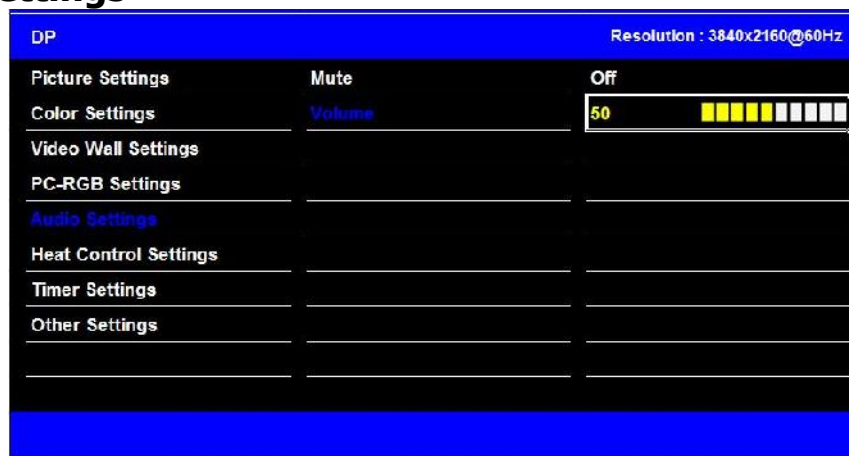 DP Resolution : 3840x2160@60Hz
Picture Settings Mute Off
Color Settings Volume 50
Video Wall Settings
PC-RGB Settings
Audio Settings
Heat Control Settings
Timer Settings
Other Settings